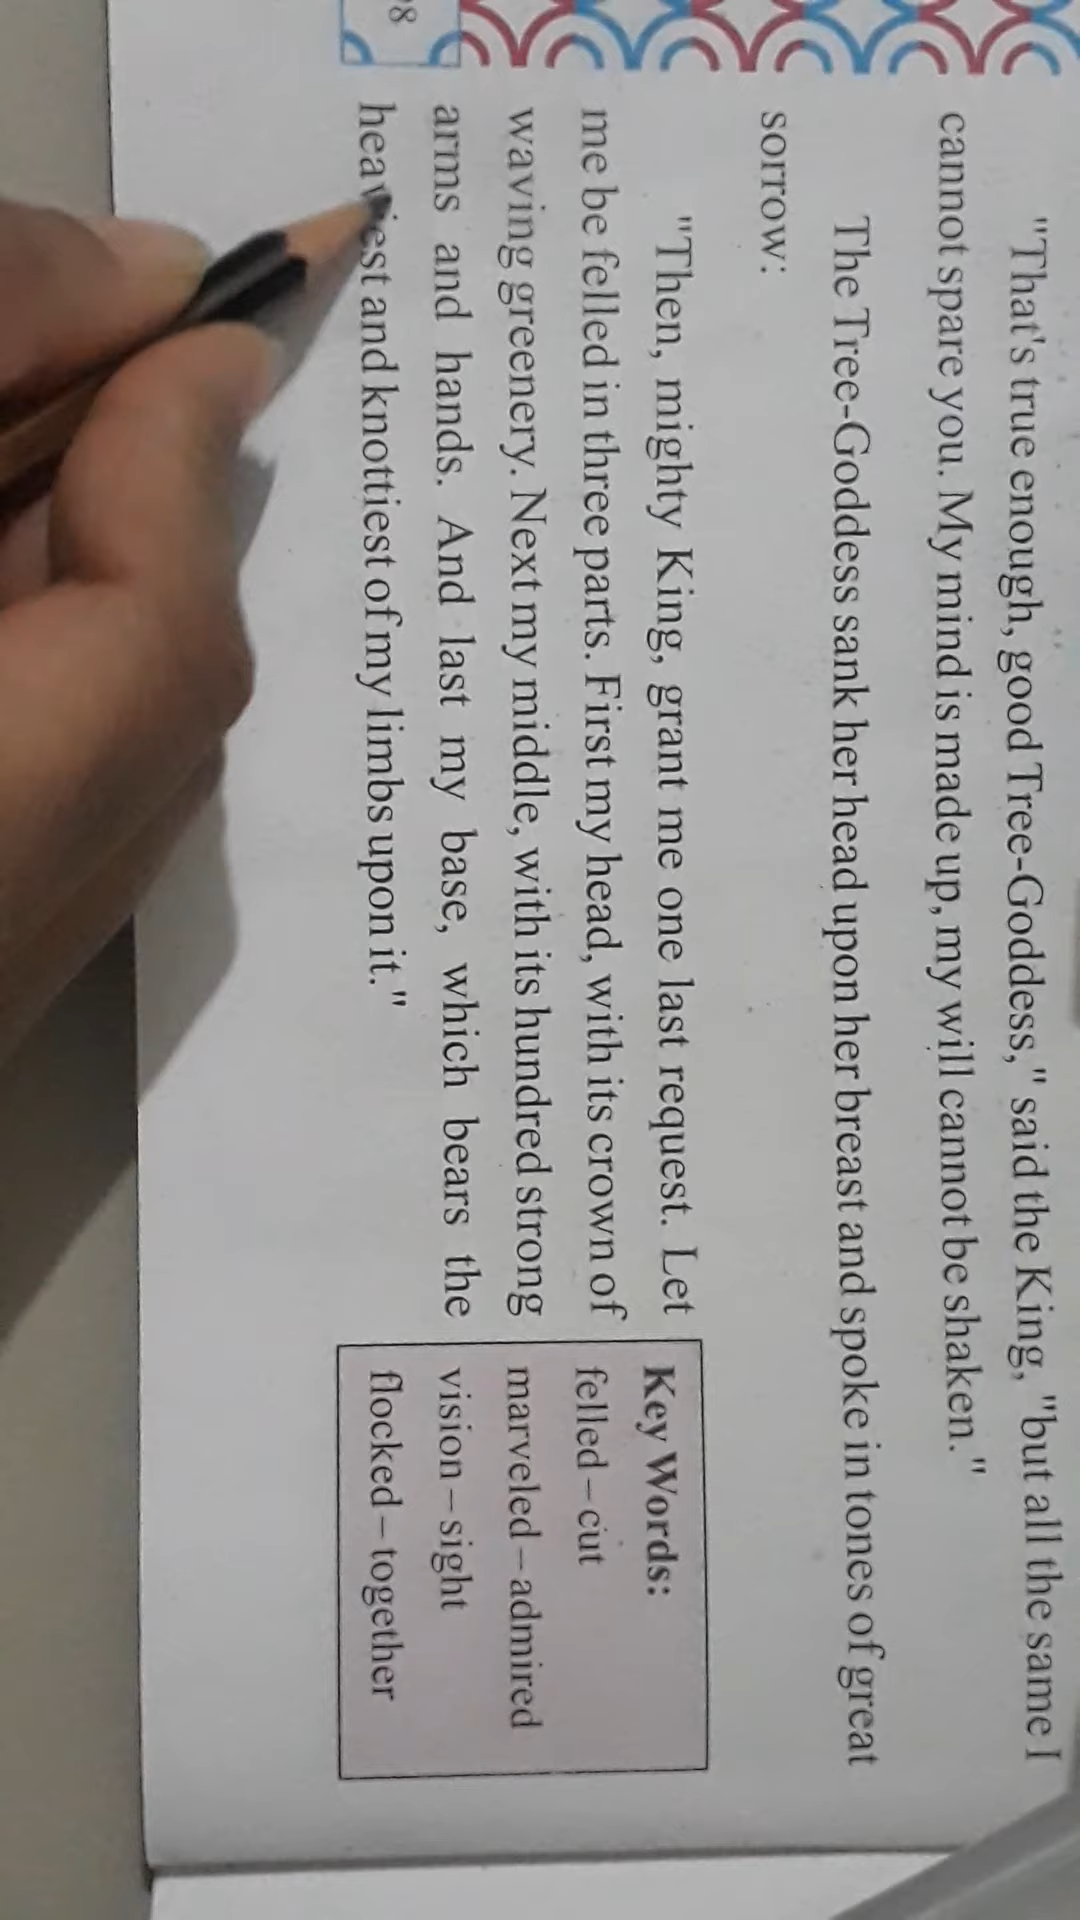 "That's true enough, good Tree-Goddess," said the King, "but all the same I
cannot spare you. My mind is made up, my will cannot be shaken."
The Tree-Goddess sank her head upon her breast and spoke in tones of great
sorrow:
"Then, mighty King, grant me one last request. Let
me be felled in three parts. First my head, with its crown of
waving greenery. Next my middle, with its hundred strong
arms and hands. And last my base, which bears the
heaviest and knottiest of my limbs upon it."
Key Words:
felled – cut
marveled – admired
vision – sight
flocked – together